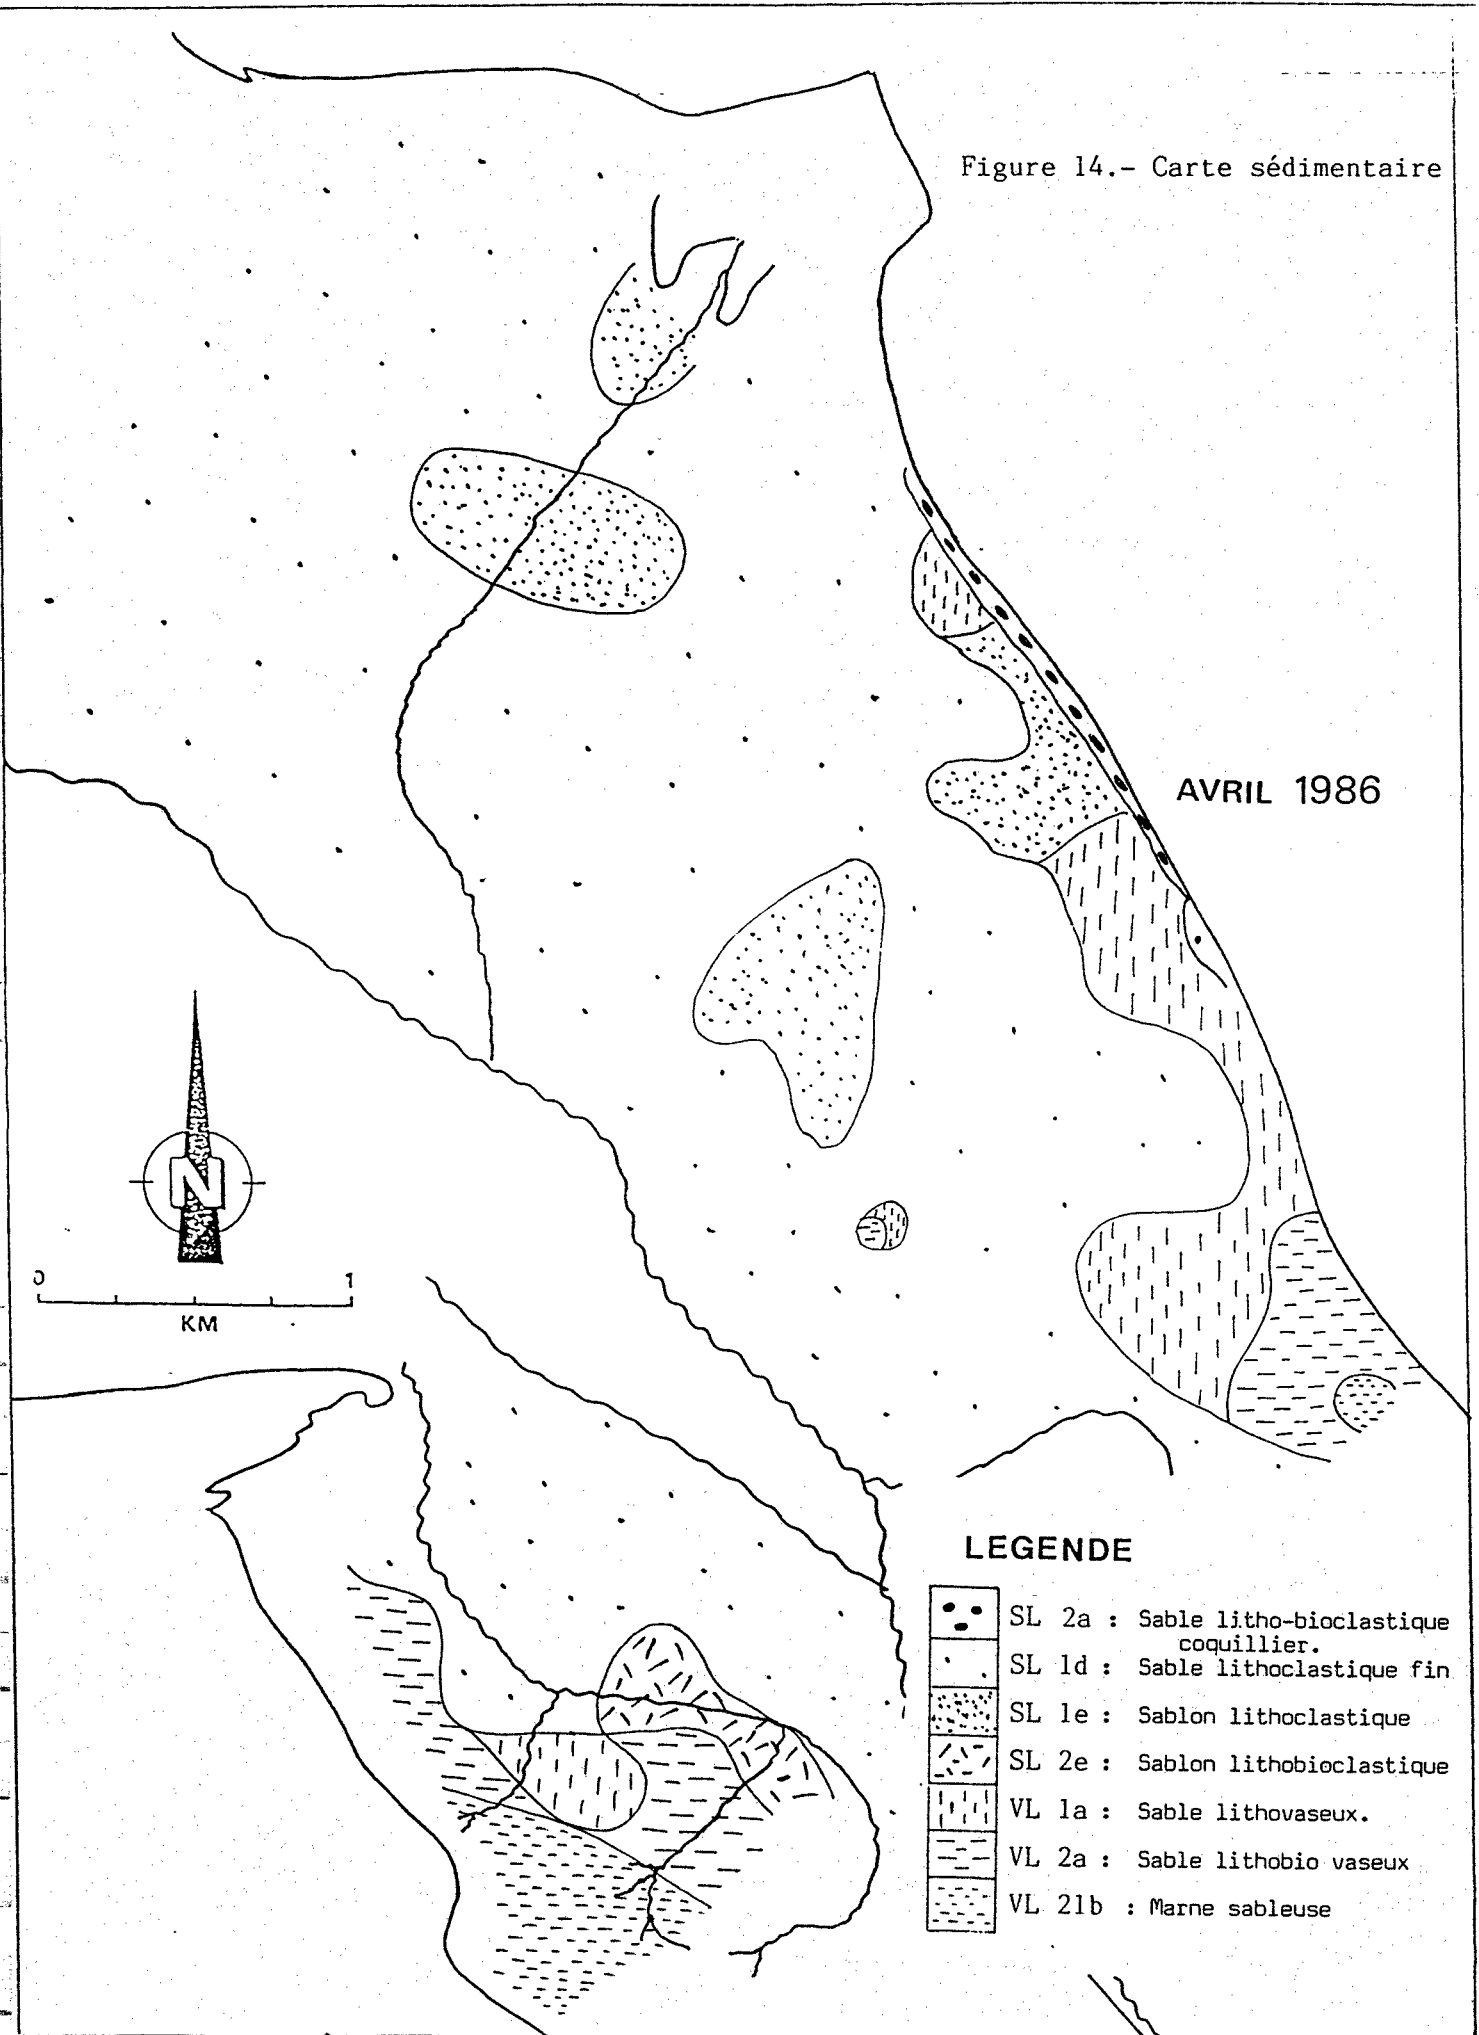 Figure 14.- Carte sédimentaire
AVRIL 1986
N
0 1
KM
LEGENDE
SL 2a : Sable litho-bioclastique
coquillier.
SL 1d : Sable lithoclastique fin
SL 1e : Sablon lithoclastique
SL 2e : Sablon lithobioclastique
VL 1a : Sable lithovaseux.
VL 2a : Sable lithobio vaseux
VL 21b : Marne sableuse